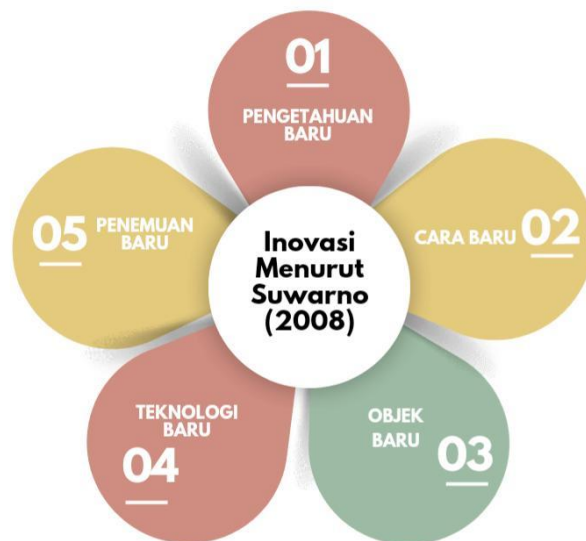 01
PENGETAHUAN
BARU
05
PENEMUAN
BARU
Inovasi
Menurut
Suwarno
(2008)
CARA BARU 02
TEKNOLOGI
BARU
04
OBJEK
BARU
03